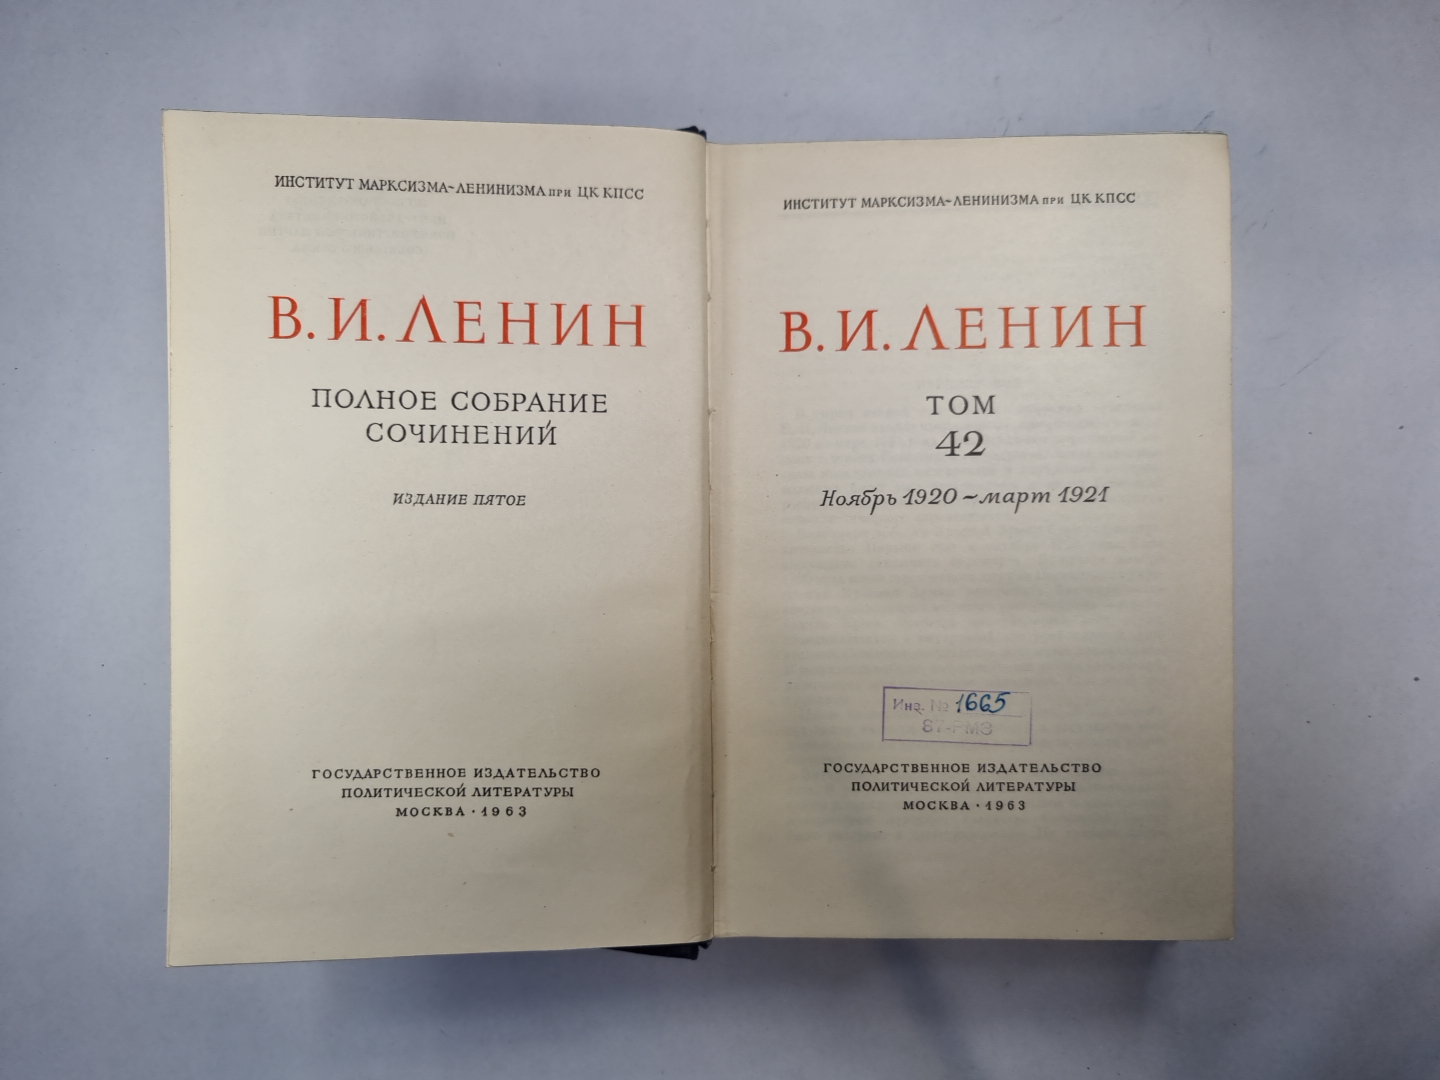 ИНСТИТУТ МАРКСИЗМА~ЛЕНИНИЗМА ПРИ ЦК КПСС
В. И. ЛЕНИН
ПОЛНОЕ СОБРАНИЕ
СОЧИНЕНИЙ
ИЗДАНИЕ ПЯТОЕ
ГОСУДАРСТВЕННОЕ ИЗДАТЕЛЬСТВО
ПОЛИТИЧЕСКОЙ ЛИТЕРАТУРЫ
МОСКВА · 1963
ИНСТИТУТ МАРКСИЗМА~ЛЕНИНИЗМА ПРИ ЦК КПСС
В. И. ЛЕНИН
ТОМ
42
Ноябрь 1920 ~ март 1921
Инв. № 1665
87-РМЗ
ГОСУДАРСТВЕННОЕ ИЗДАТЕЛЬСТВО
ПОЛИТИЧЕСКОЙ ЛИТЕРАТУРЫ
МОСКВА · 1963